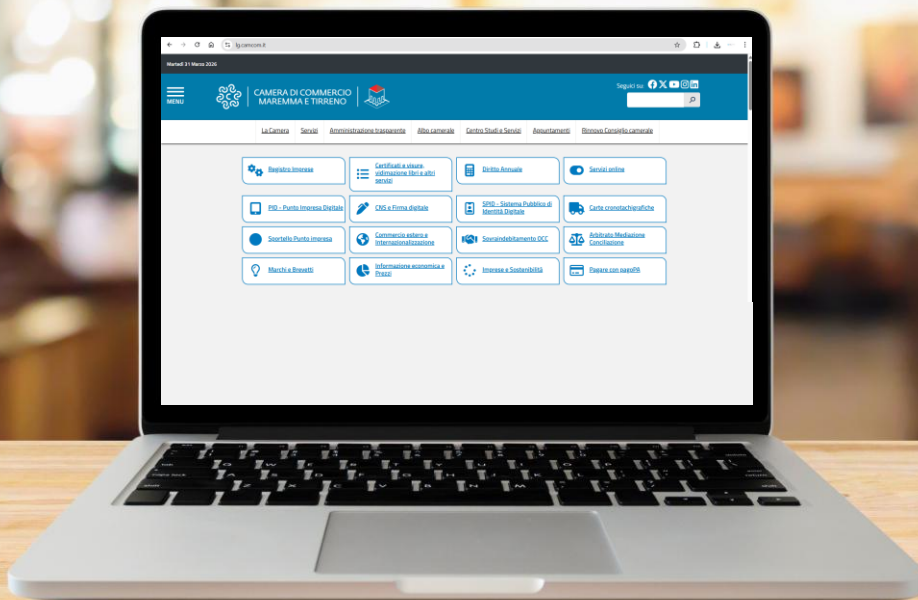 lg.camcom.it
Martedì 31 Marzo 2026
MENU
CAMERA DI COMMERCIO
MAREMMA E TIRRENO
Seguici su
La Camera Servizi Amministrazione trasparente Albo camerale Centro Studi e Servizi Appuntamenti Rinnovo Consiglio camerale
Registro Imprese
Certificati e visure,
vidimazione libri e altri
servizi
Diritto Annuale
Servizi online
PID - Punto Impresa Digitale
CNS e Firma digitale
SPID - Sistema Pubblico di
Identità Digitale
Carte cronotachigrafiche
Sportello Punto impresa
Commercio estero e
Internazionalizzazione
Sovraindebitamento OCC
Arbitrato Mediazione
Conciliazione
Marchi e Brevetti
Informazione economica e
Prezzi
Imprese e Sostenibilità
Pagare con pagoPA